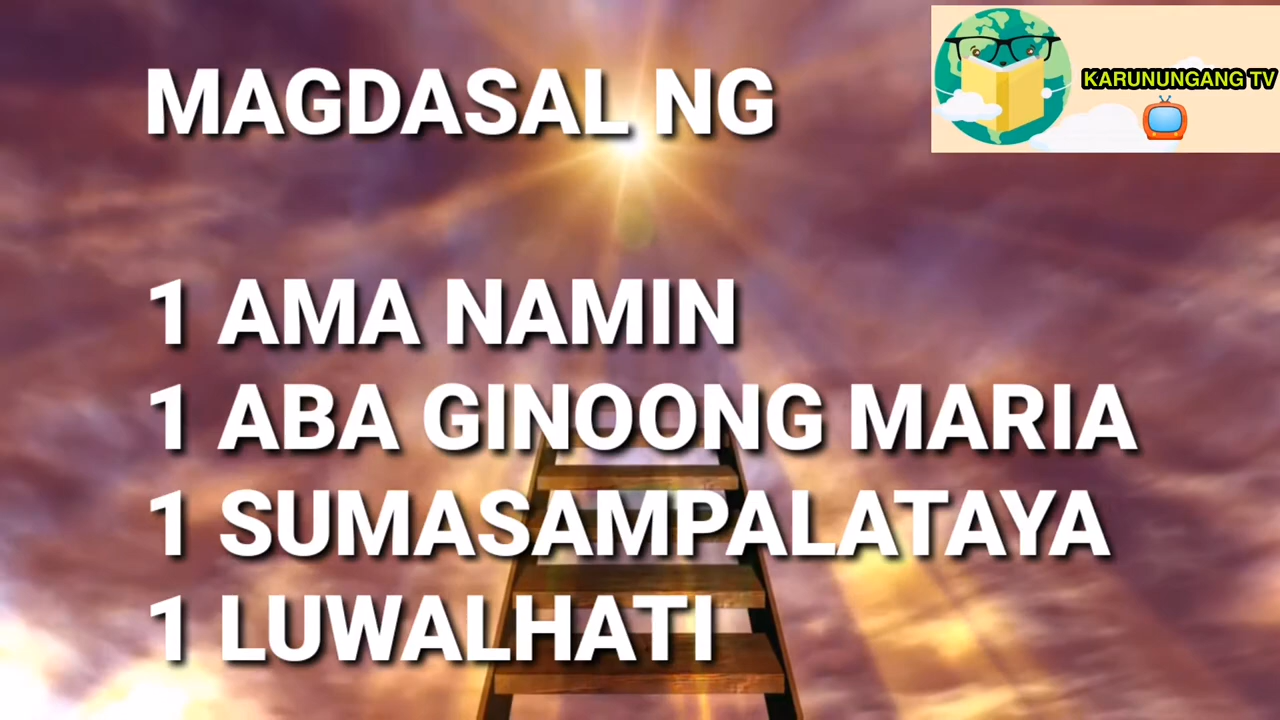 MAGDASAL NG
KARUNUNGANG TV
1 AMA NAMIN
1 ABA GINOONG MARIA
1 SUMASAMPALATAYA
1 LUWALHATI